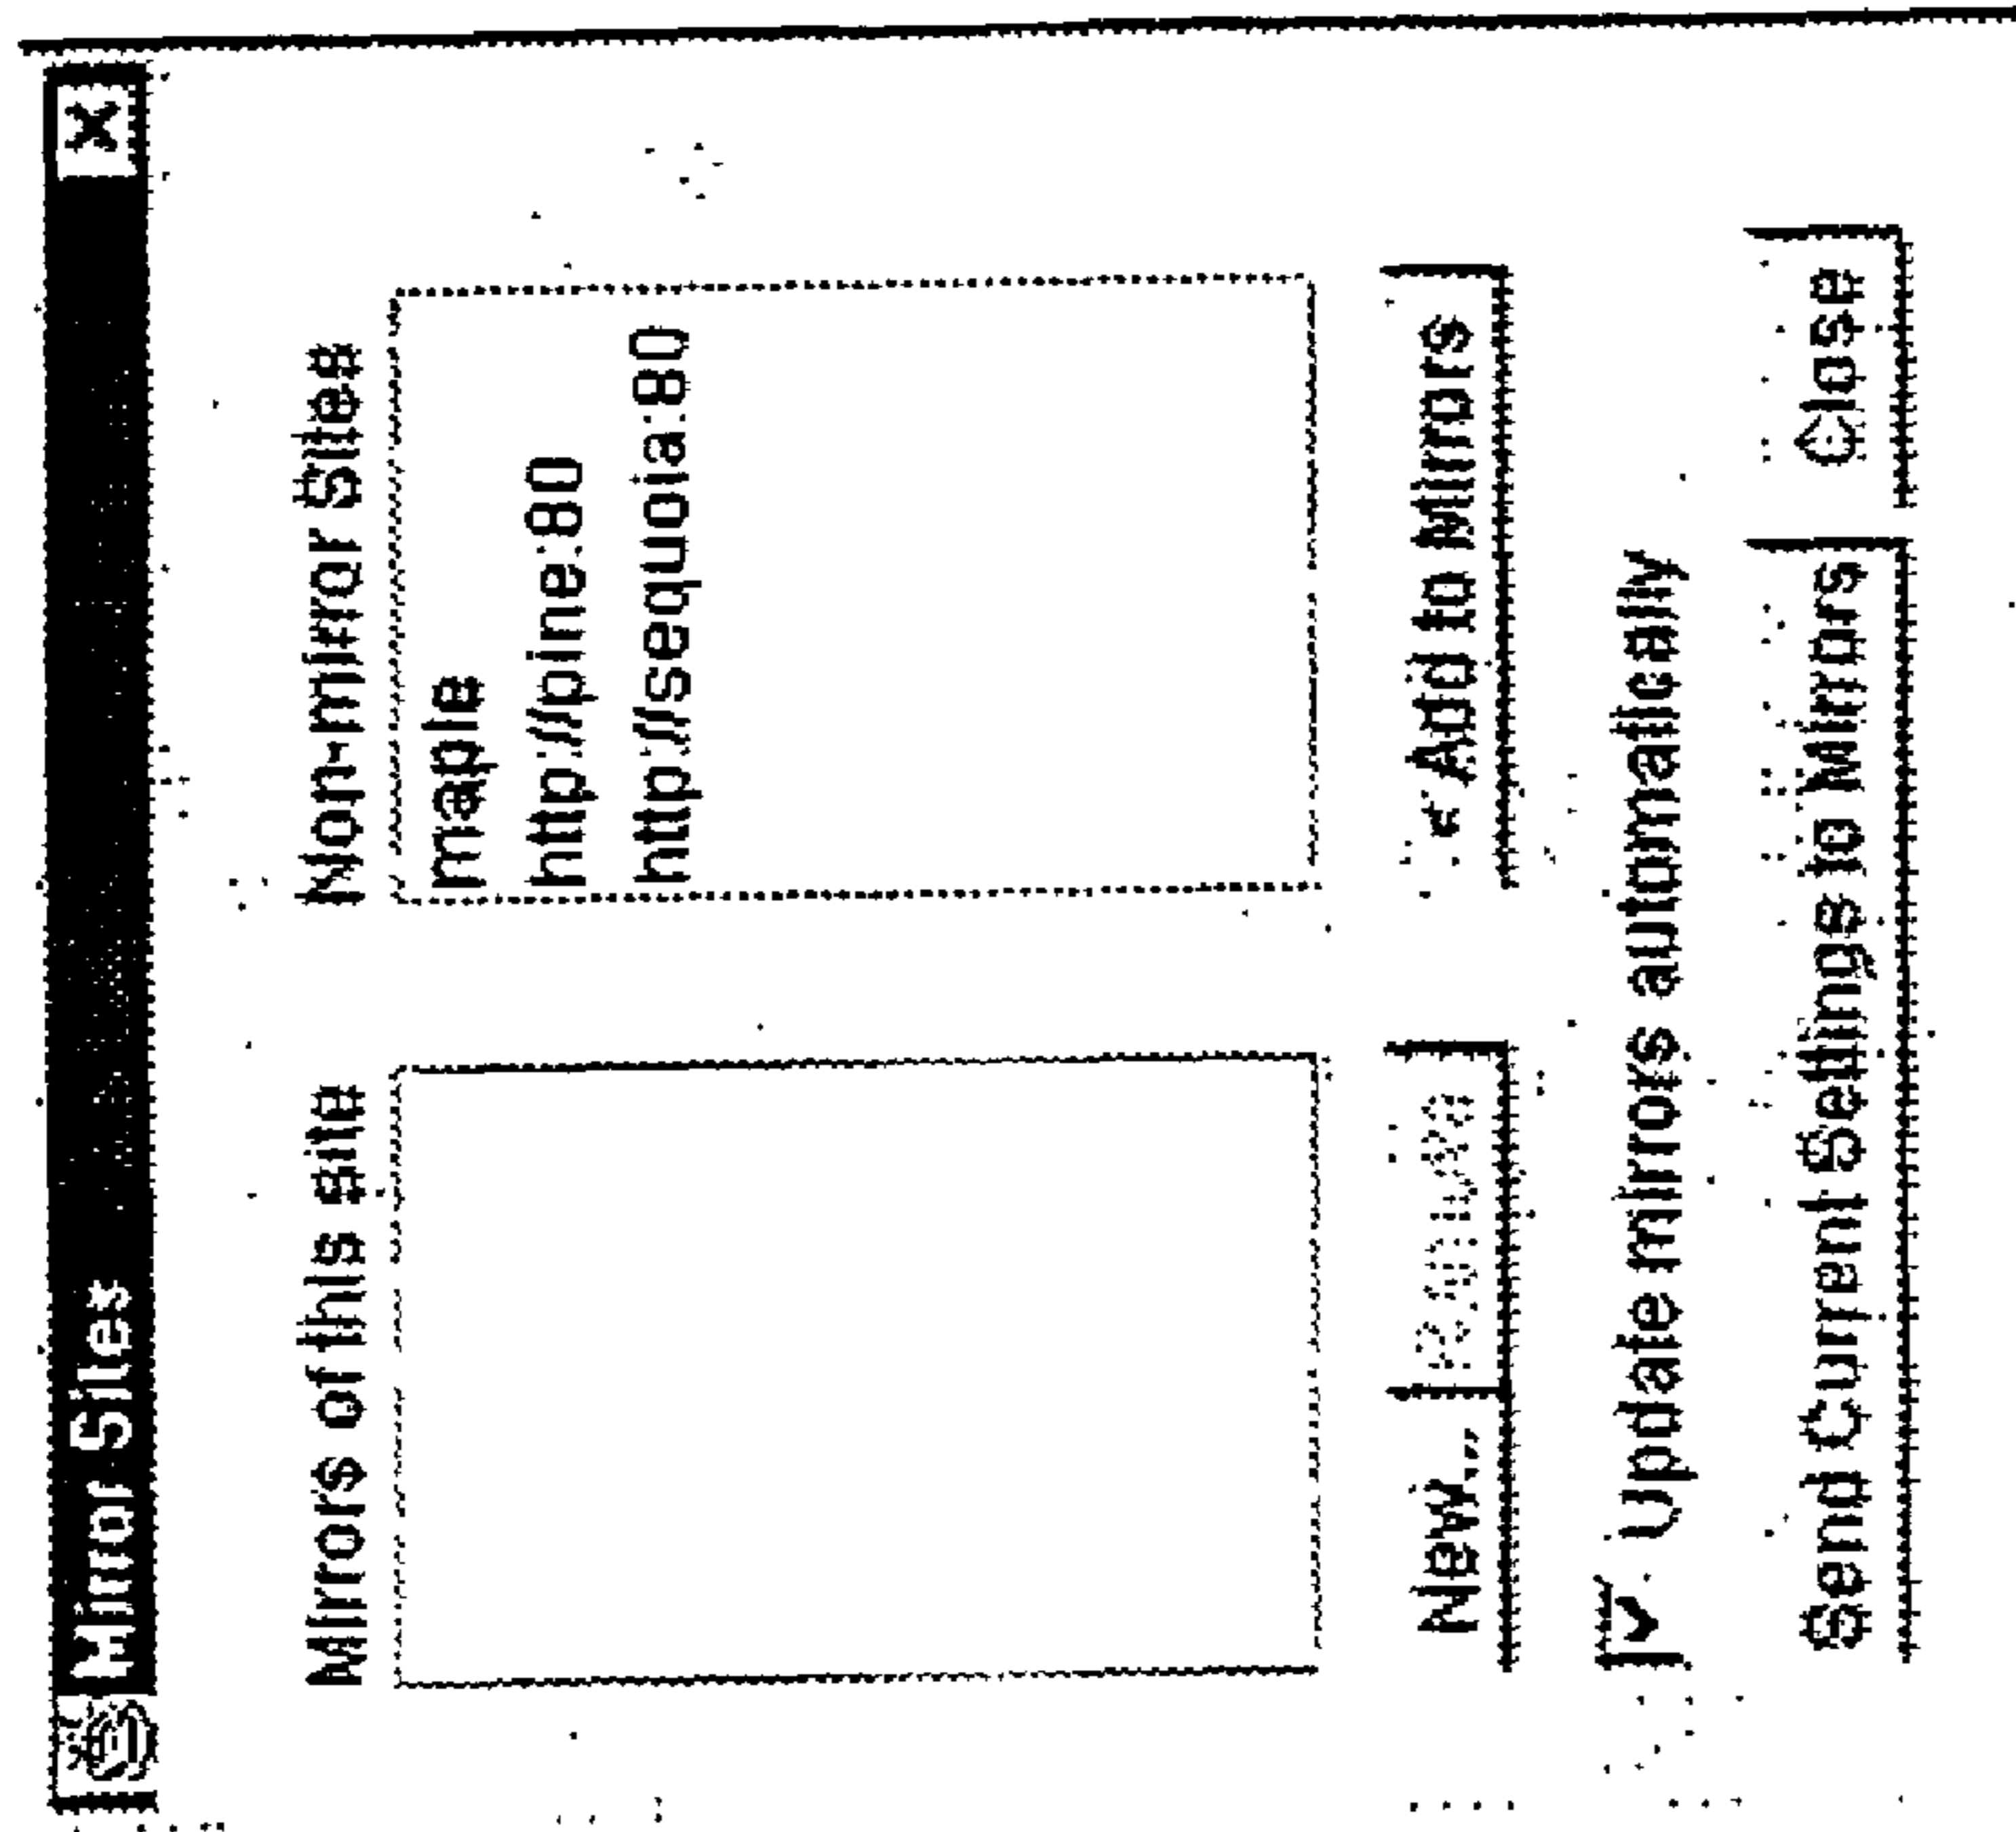 Mirror Sites
Mirrors of this site
Non-mirror Sites
maple
http://pine:80
http://sequoia:80
New...
< Add to Mirrors
Update mirrors automatically
Send Current Settings to Mirrors
Close